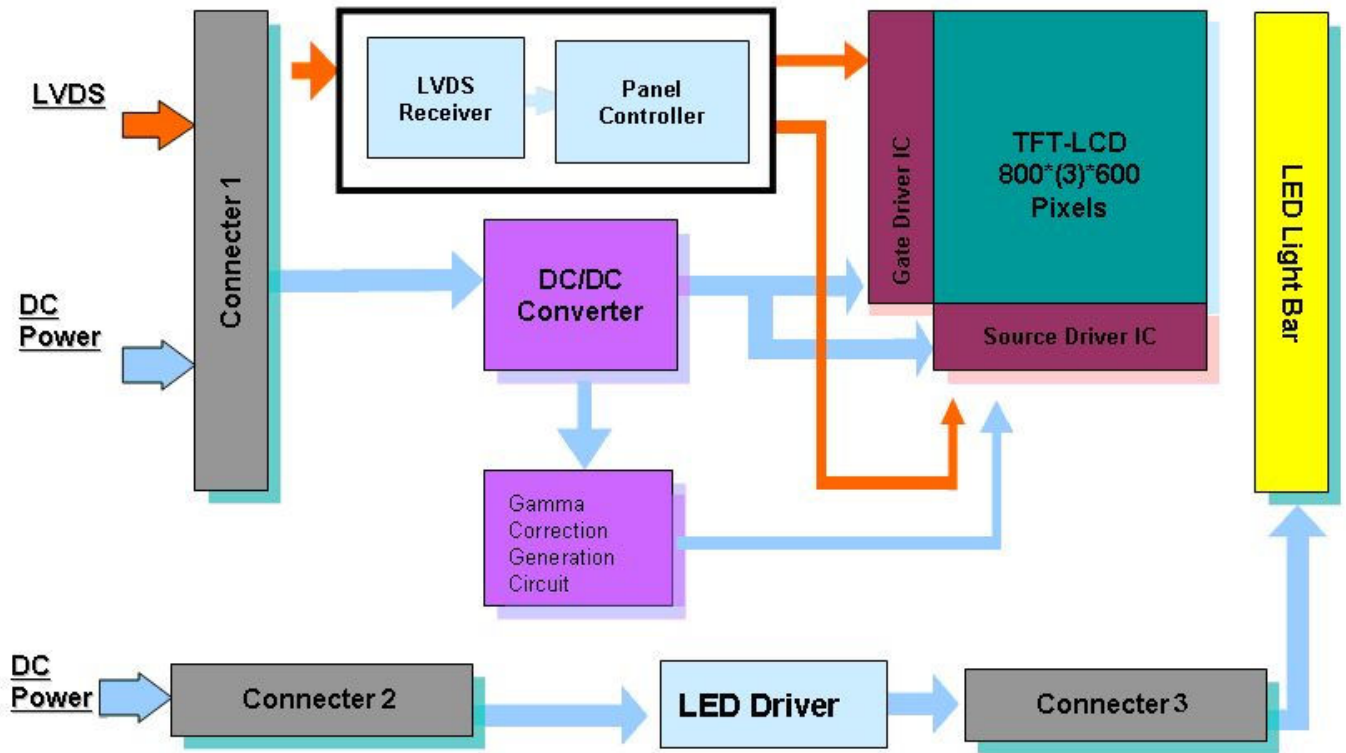 LVDS
DC
Power
Connecter 1
LVDS
Receiver
Panel
Controller
DC/DC
Converter
Gamma
Correction
Generation
Circuit
Gate Driver IC
TFT-LCD
800*(3)*600
Pixels
Source Driver IC
LED Light Bar
DC
Power
Connecter 2
LED Driver
Connecter 3